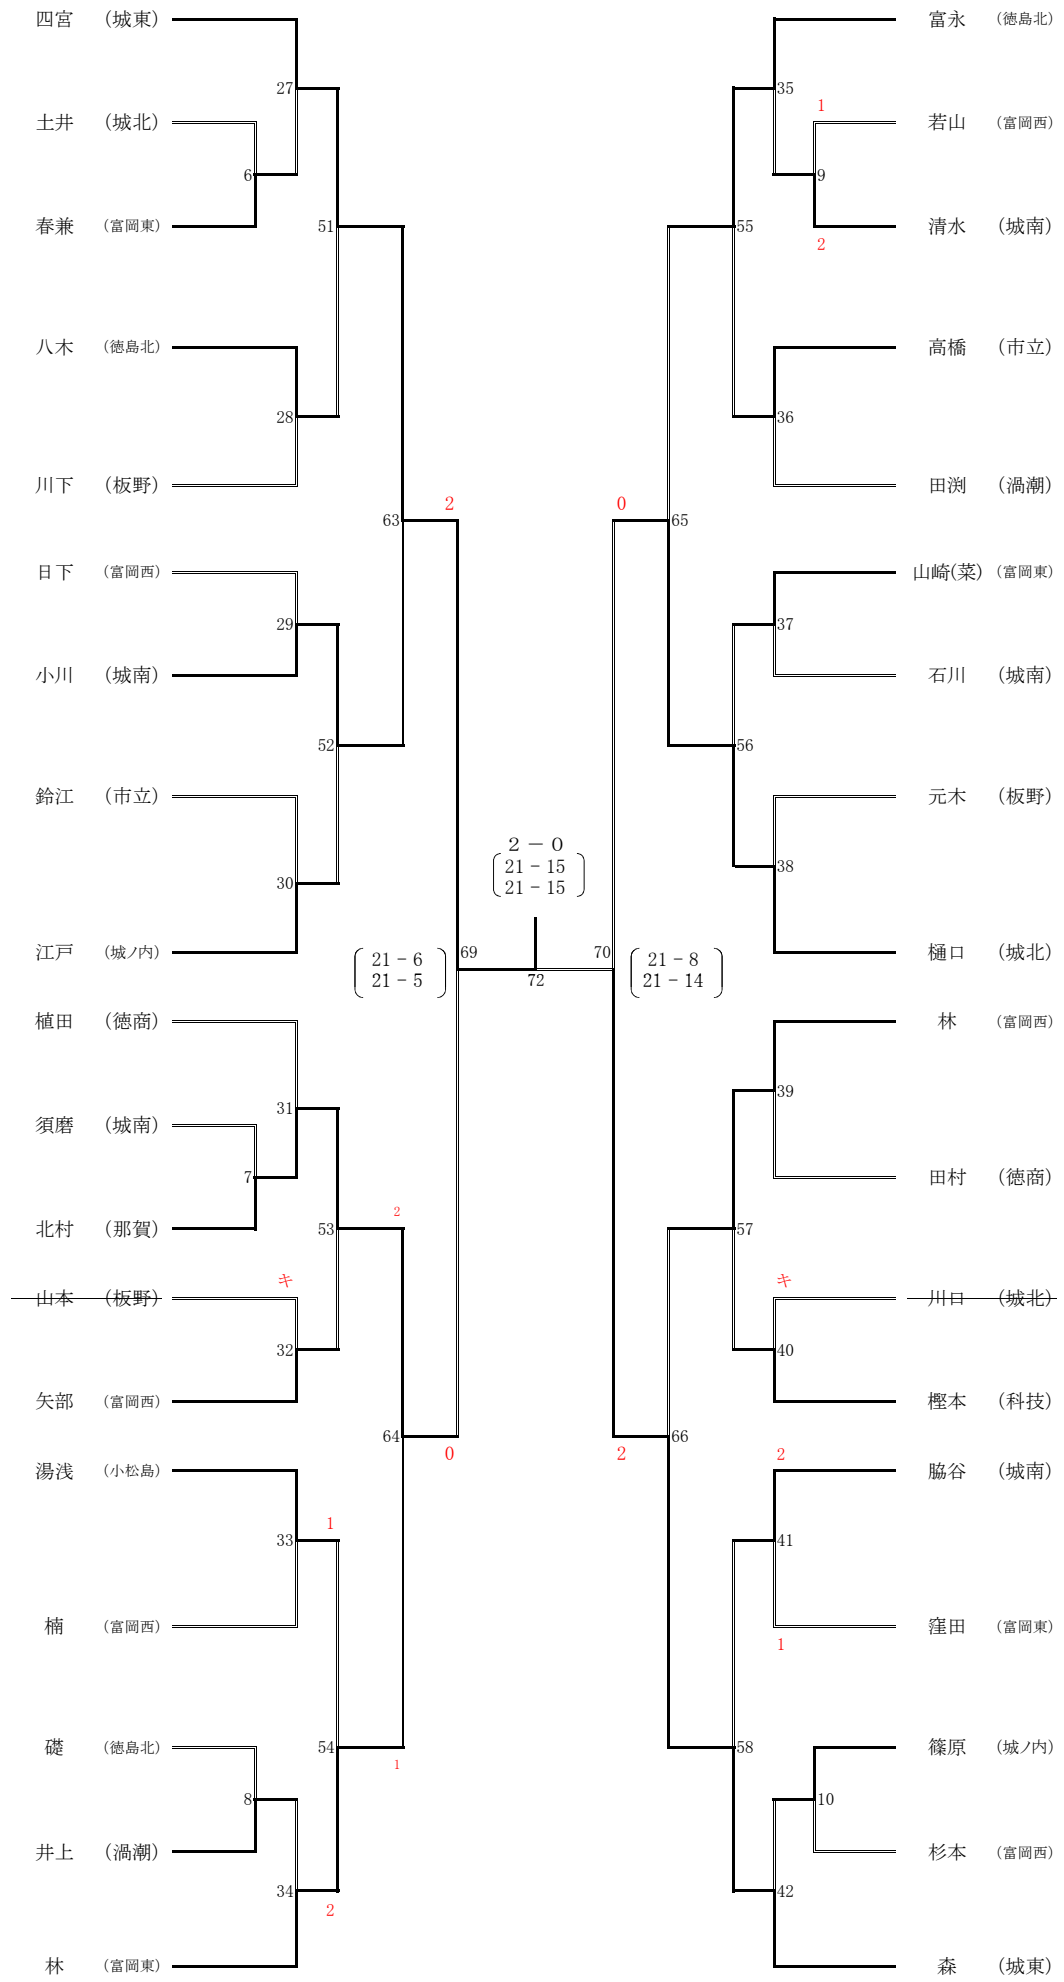 四宮 （城東）
27
土井 （城北）
6
春兼 （富岡東）
51
八木 （徳島北）
28
川下 （板野）
63
2
日下 （富岡西）
29
小川 （城南）
52
鈴江 （市立）
30
江戸 （城ノ内）
21 − 6
21 − 5
69
植田 （徳商）
31
須磨 （城南）
7
北村 （那賀）
53
2
キ
山本 （板野）
32
矢部 （富岡西）
64
0
湯浅 （小松島）
33
1
楠 （富岡西）
礎 （徳島北）
54
1
8
井上 （渦潮）
34
2
林 （富岡東）
2 − 0
21 − 15
21 − 15
72
富永 （徳島北）
35
1
若山 （富岡西）
9
清水 （城南）
2
55
高橋 （市立）
36
田渕 （渦潮）
0
65
山崎(菜) （富岡東）
37
石川 （城南）
56
元木 （板野）
38
樋口 （城北）
70
21 − 8
21 − 14
林 （富岡西）
39
田村 （徳商）
57
キ
川口 （城北）
40
樫本 （科技）
66
2
2
脇谷 （城南）
41
窪田 （富岡東）
1
58
篠原 （城ノ内）
10
杉本 （富岡西）
42
森 （城東）